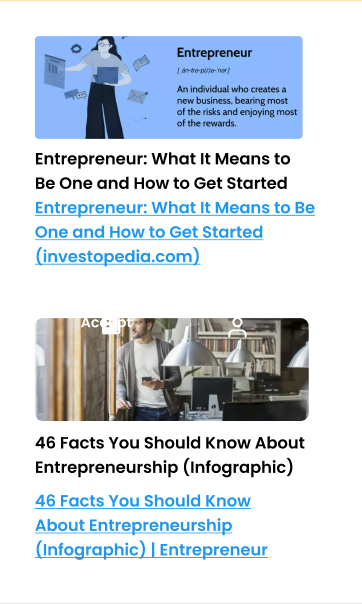 Entrepreneur
[ˌän-trə-p(r)ə-ˈnər]
An individual who creates a
new business, bearing most
of the risks and enjoying most
of the rewards.
Entrepreneur: What It Means to
Be One and How to Get Started
Entrepreneur: What It Means to Be
One and How to Get Started
(investopedia.com)
Accept
46 Facts You Should Know About
Entrepreneurship (Infographic)
46 Facts You Should Know
About Entrepreneurship
(Infographic) | Entrepreneur